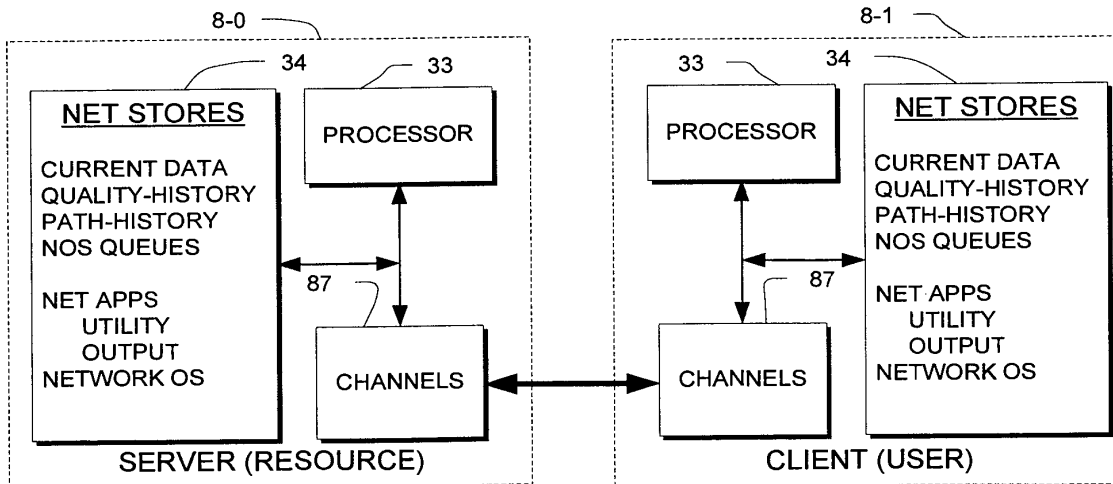 8-0
34
33
NET STORES
CURRENT DATA
QUALITY-HISTORY
PATH-HISTORY
NOS QUEUES
NET APPS
UTILITY
OUTPUT
NETWORK OS
PROCESSOR
87
CHANNELS
SERVER (RESOURCE)
8-1
33
34
PROCESSOR
NET STORES
CURRENT DATA
QUALITY-HISTORY
PATH-HISTORY
NOS QUEUES
NET APPS
UTILITY
OUTPUT
NETWORK OS
87
CHANNELS
CLIENT (USER)